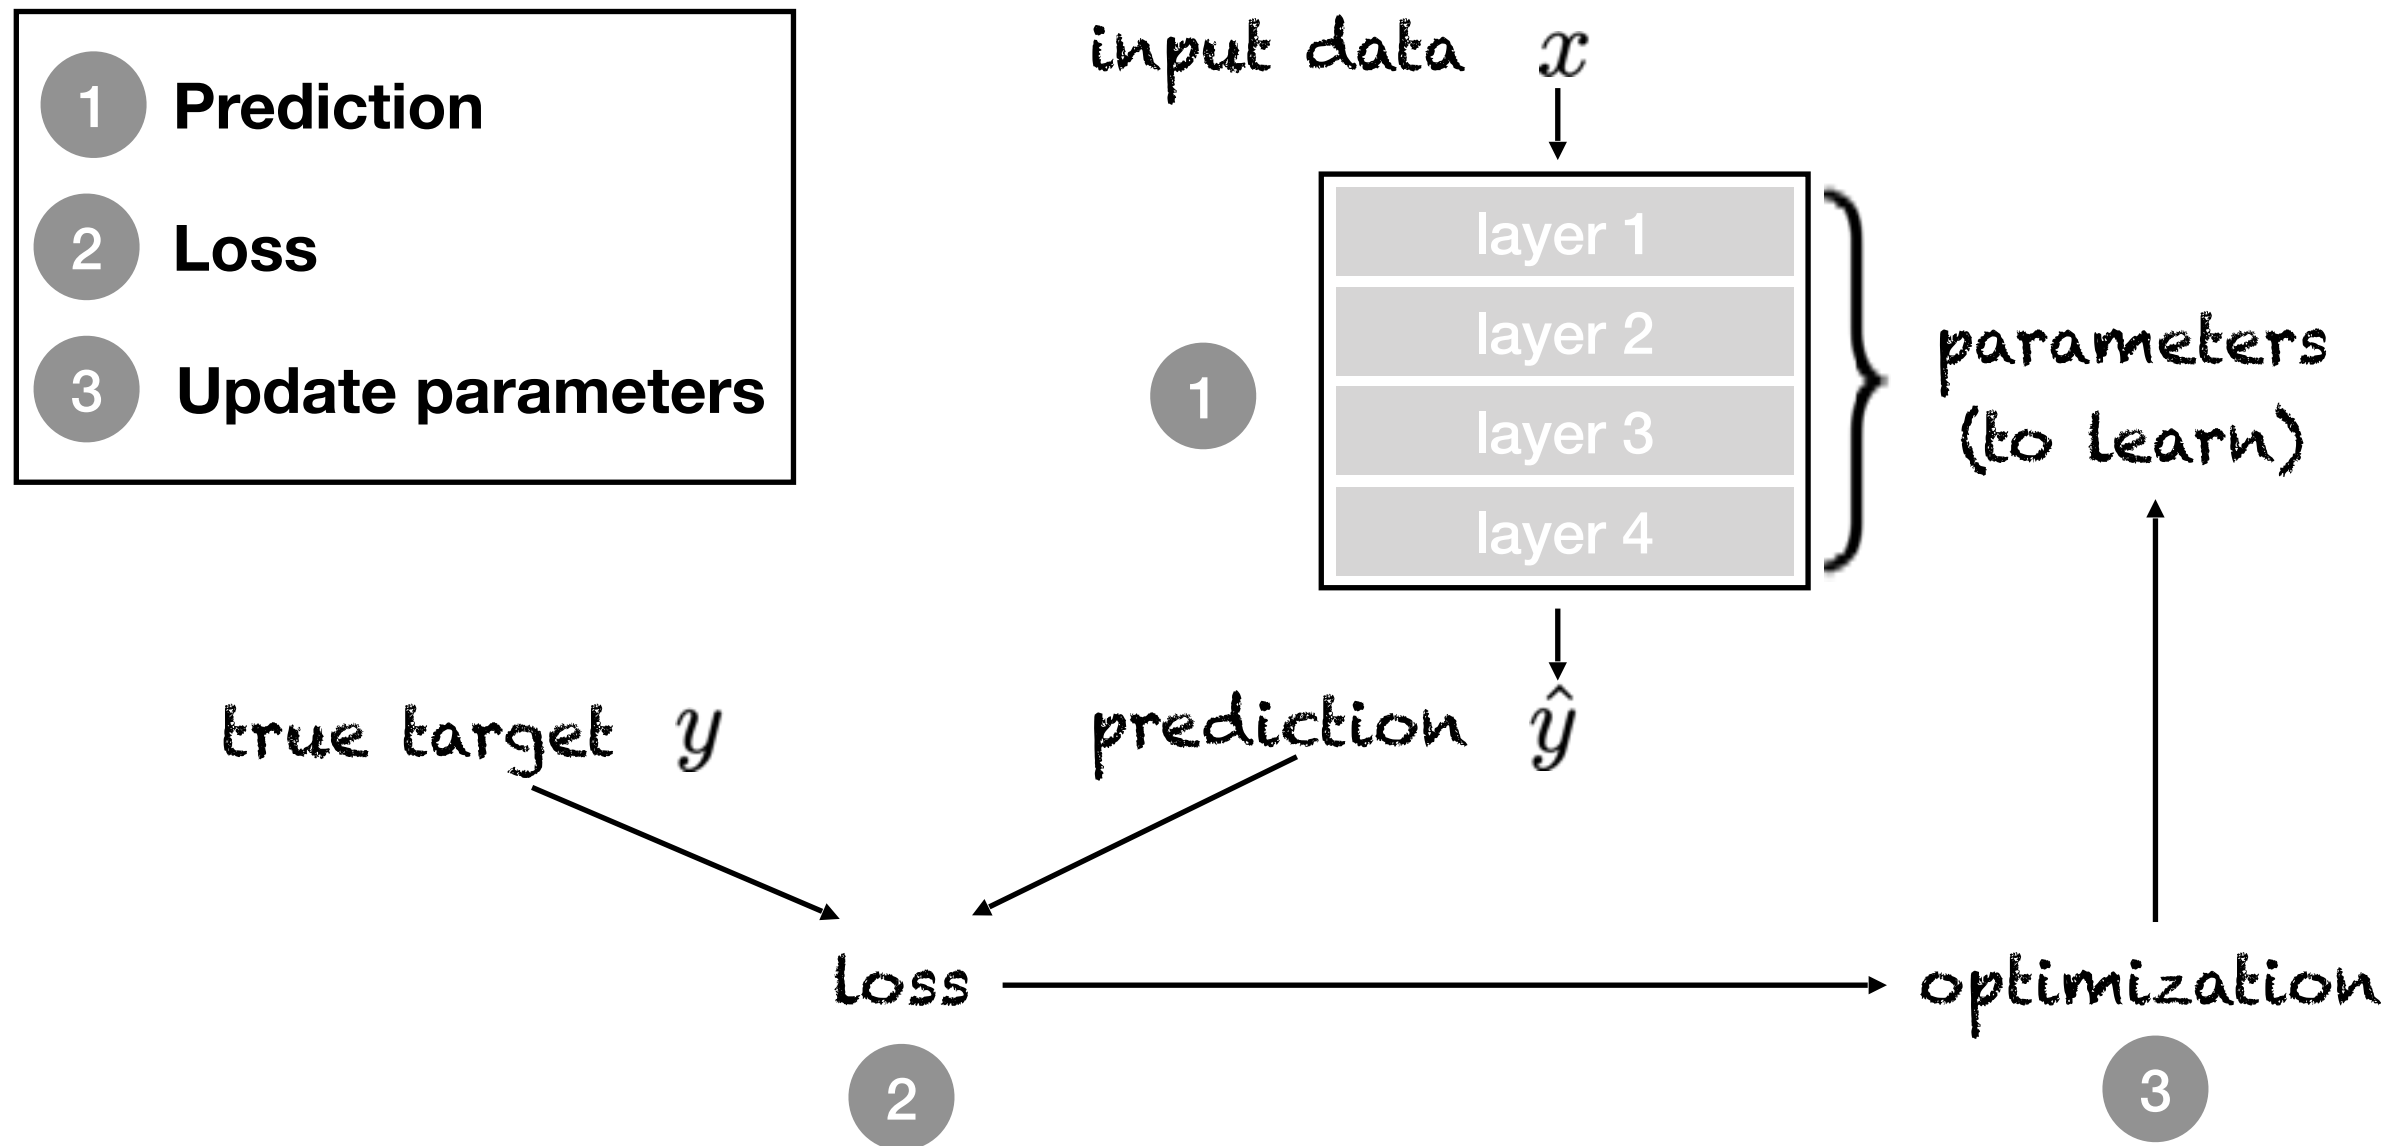 1 Prediction
2 Loss
3 Update parameters
input data x
layer 1
layer 2
layer 3
layer 4
1
parameters
(to learn)
true target y
prediction ŷ
loss
optimization
2
3